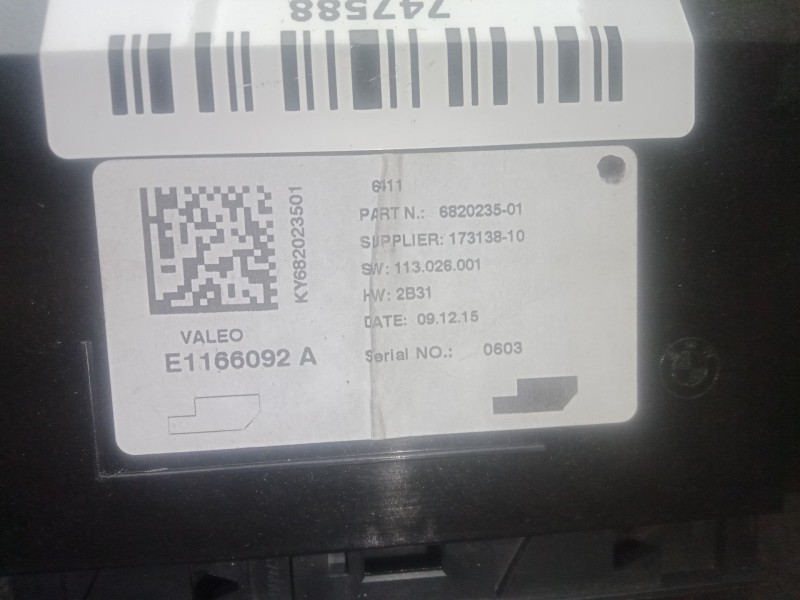 747588
6411
PART N.: 6820235-01
SUPPLIER: 173138-10
SW: 113.026.001
HW: 2B31
DATE: 09.12.15
Serial NO.: 0603
KY682023501
VALEO
E1166092 A